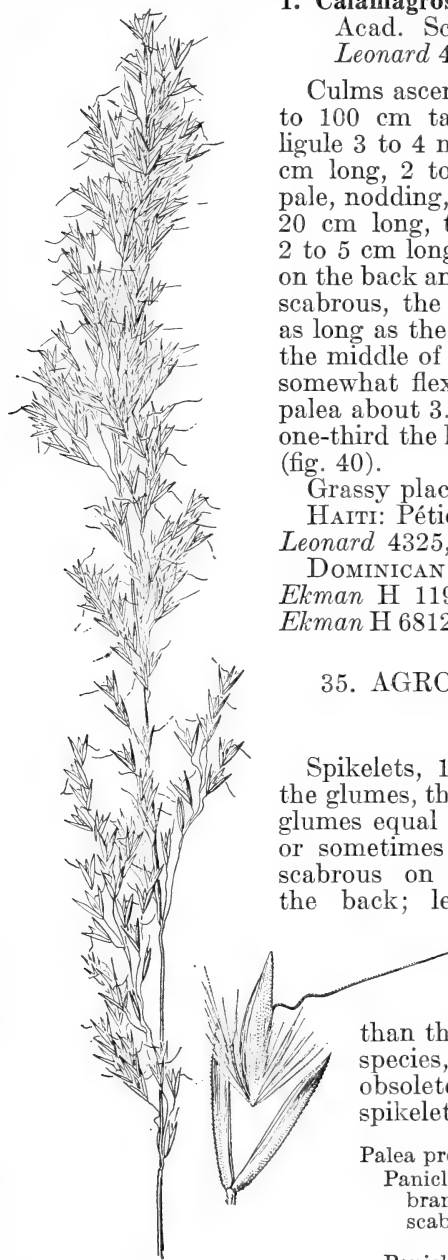 1. Calamagros
Acad. Sc
Leonard 4
Culms ascen
to 100 cm ta
ligule 3 to 4 m
cm long, 2 to
pale, nodding,
20 cm long, t
2 to 5 cm long
on the back an
scabrous, the
as long as the
the middle of
somewhat flex
palea about 3.
one-third the l
(fig. 40).
Grassy plac
HAITI: Pétio
Leonard 4325,
DOMINICAN
Ekman H 119
Ekman H 6812
35. AGRO
Spikelets, 1
the glumes, th
glumes equal
or sometimes
scabrous on
the back; le
than th
species,
obsolete
spikelet
Palea pre
Panicl
bran
scab